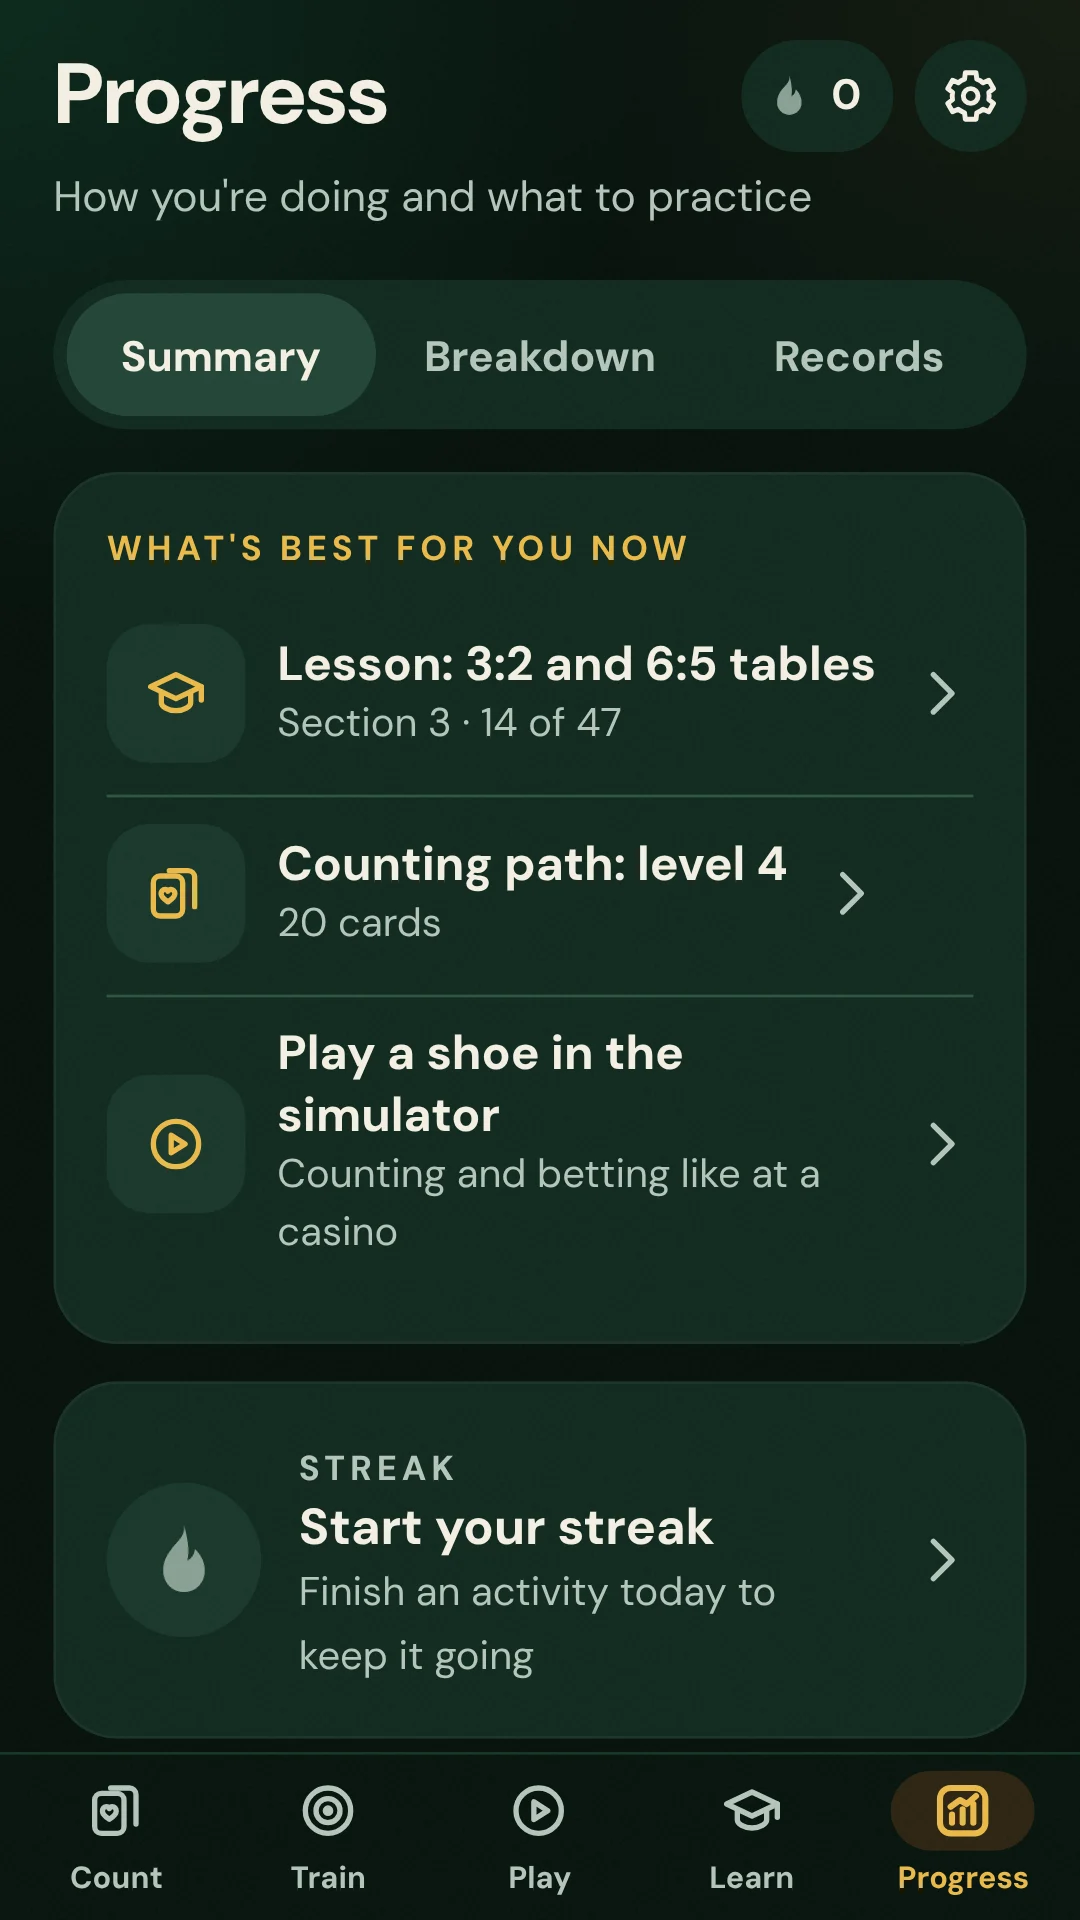 Progress
0
How you're doing and what to practice
Summary
Breakdown
Records
WHAT'S BEST FOR YOU NOW
Lesson: 3:2 and 6:5 tables
Section 3 · 14 of 47
Counting path: level 4
20 cards
Play a shoe in the
simulator
Counting and betting like at a
casino
STREAK
Start your streak
Finish an activity today to
keep it going
Count
Train
Play
Learn
Progress